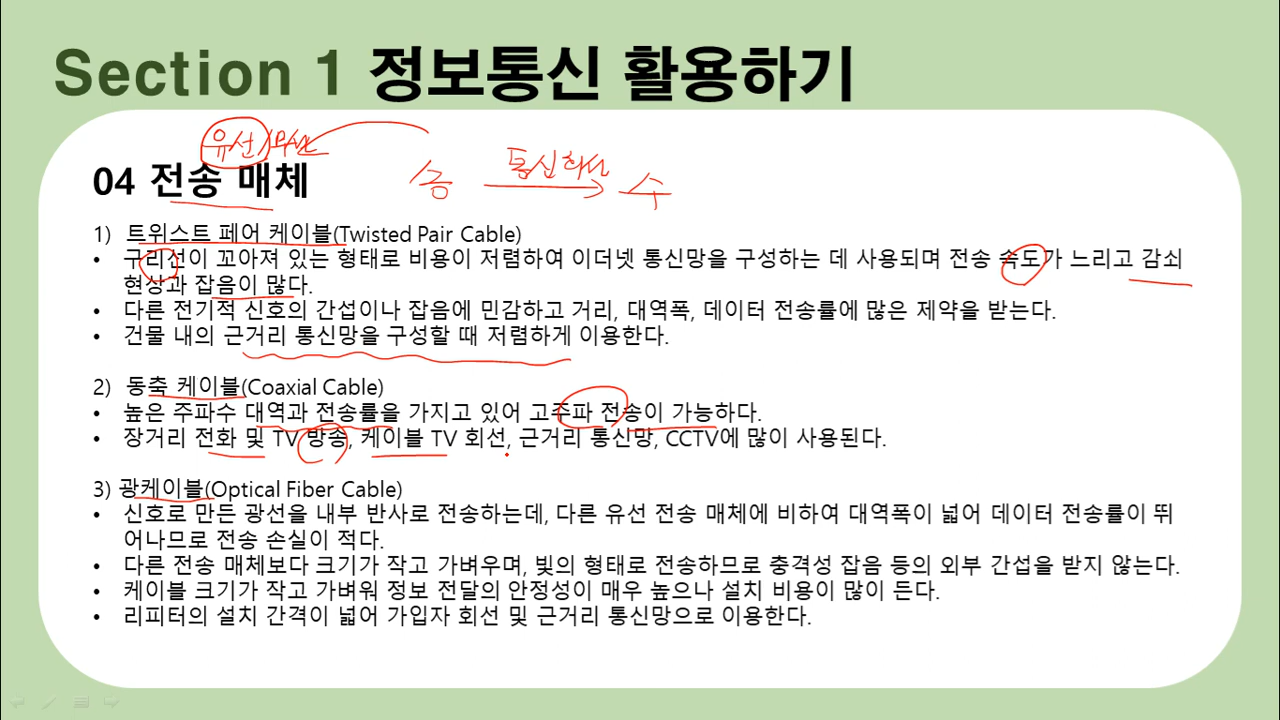 Section 1 정보통신 활용하기
유선/무선
송 통신회선 수
04 전송 매체
1) 트위스트 페어 케이블(Twisted Pair Cable)
• 구리선이 꼬아져 있는 형태로 비용이 저렴하여 이더넷 통신망을 구성하는 데 사용되며 전송 속도가 느리고 감쇠
현상과 잡음이 많다.
• 다른 전기적 신호의 간섭이나 잡음에 민감하고 거리, 대역폭, 데이터 전송률에 많은 제약을 받는다.
• 건물 내의 근거리 통신망을 구성할 때 저렴하게 이용한다.
2) 동축 케이블(Coaxial Cable)
• 높은 주파수 대역과 전송률을 가지고 있어 고주파 전송이 가능하다.
• 장거리 전화 및 TV 방송, 케이블 TV 회선, 근거리 통신망, CCTV에 많이 사용된다.
3) 광케이블(Optical Fiber Cable)
• 신호로 만든 광선을 내부 반사로 전송하는데, 다른 유선 전송 매체에 비하여 대역폭이 넓어 데이터 전송률이 뛰
어나므로 전송 손실이 적다.
• 다른 전송 매체보다 크기가 작고 가벼우며, 빛의 형태로 전송하므로 충격성 잡음 등의 외부 간섭을 받지 않는다.
• 케이블 크기가 작고 가벼워 정보 전달의 안정성이 매우 높으나 설치 비용이 많이 든다.
• 리피터의 설치 간격이 넓어 가입자 회선 및 근거리 통신망으로 이용한다.